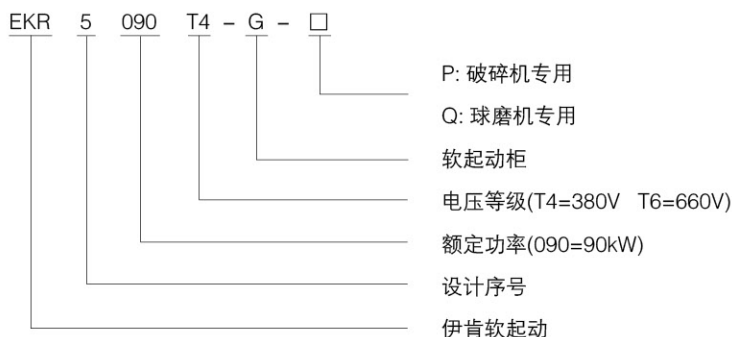 EKR 5 090 T4 - G - □
P: 破碎机专用
Q: 球磨机专用
软起动柜
电压等级(T4=380V T6=660V)
额定功率(090=90kW)
设计序号
伊肯软起动